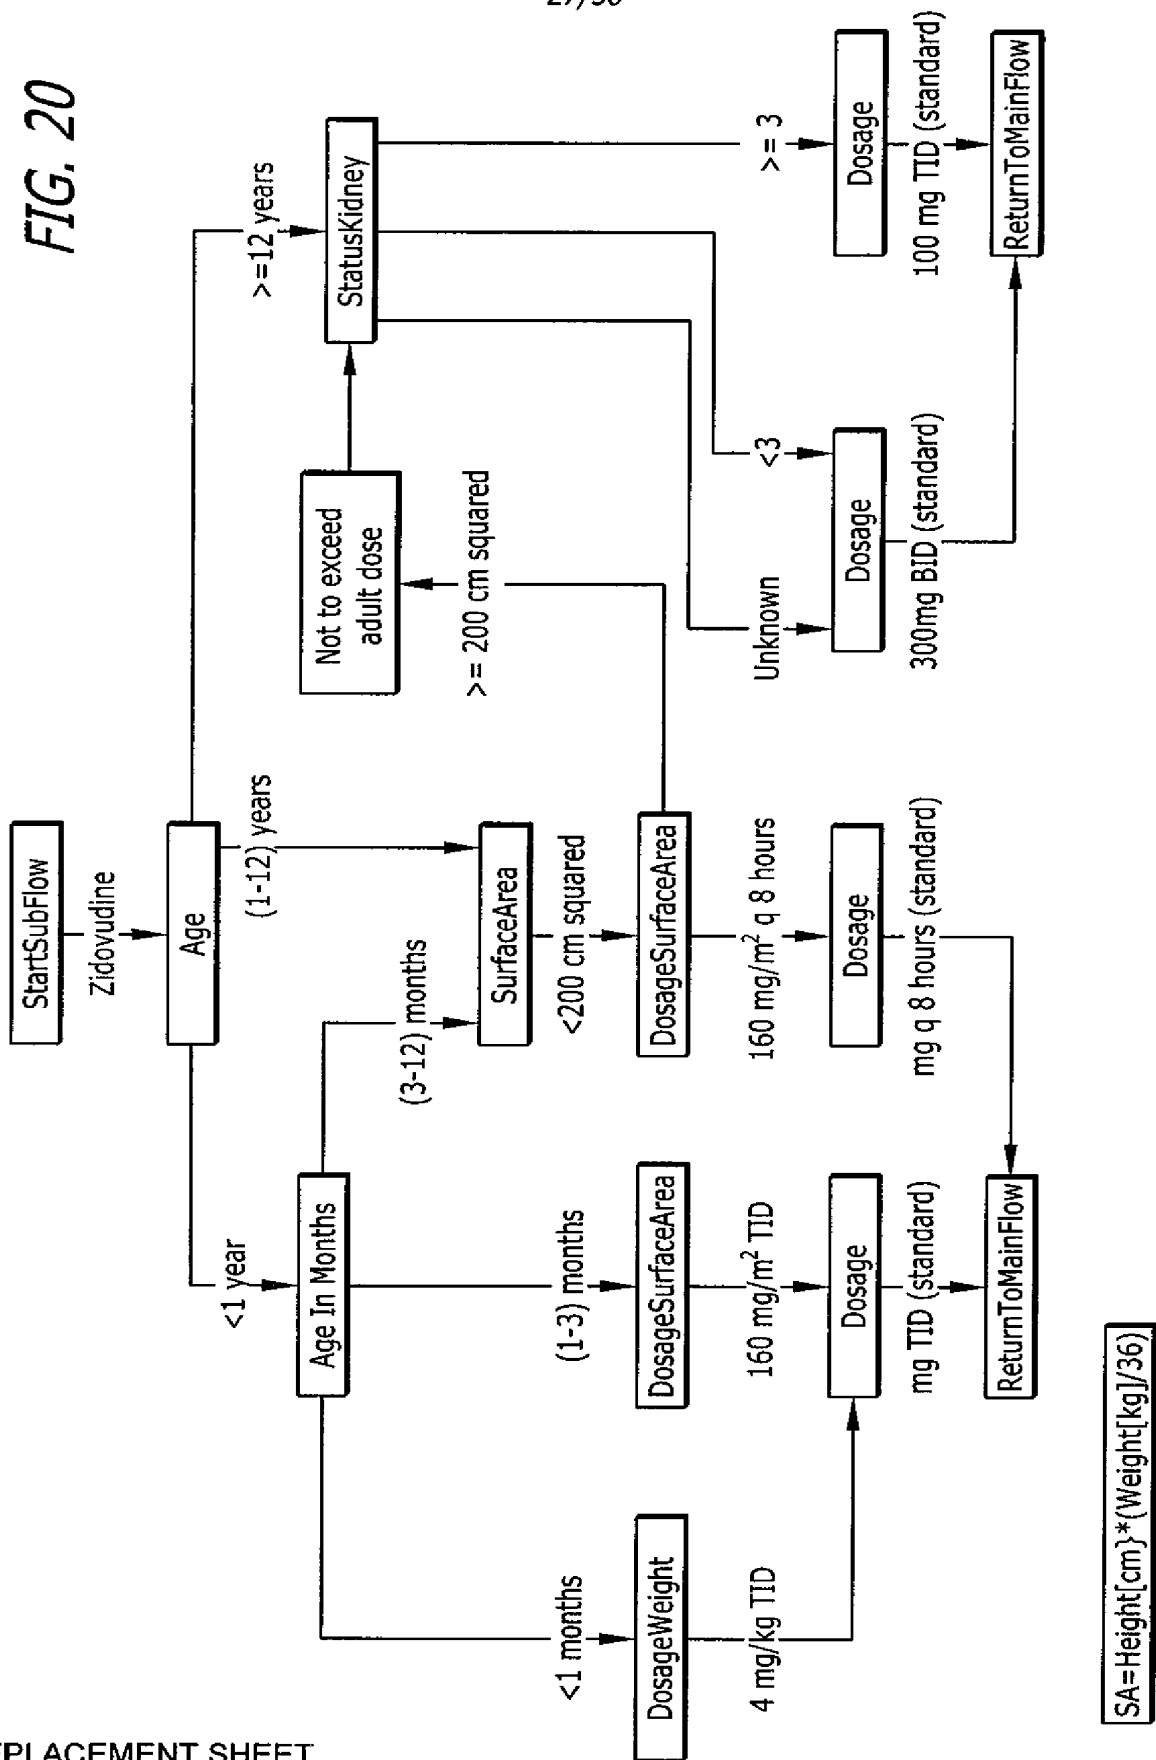 27/30
FIG. 20
StartSubFlow
Zidovudine
Age
<1 year
(1-12) years
>=12 years
Age In Months
Not to exceed
adult dose
StatusKidney
(3-12) months
SurfaceArea
<1 months
(1-3) months
<200 cm squared
>= 200 cm squared
DosageWeight
DosageSurfaceArea
DosageSurfaceArea
4 mg/kg TID
160 mg/m² TID
160 mg/m² q 8 hours
Unknown
<3
>= 3
Dosage
Dosage
Dosage
Dosage
mg TID (standard)
mg q 8 hours (standard)
300mg BID (standard)
100 mg TID (standard)
ReturnToMainFlow
ReturnToMainFlow
SA=Height[cm}*(Weight[kg]/36)
PLACEMENT SHEET